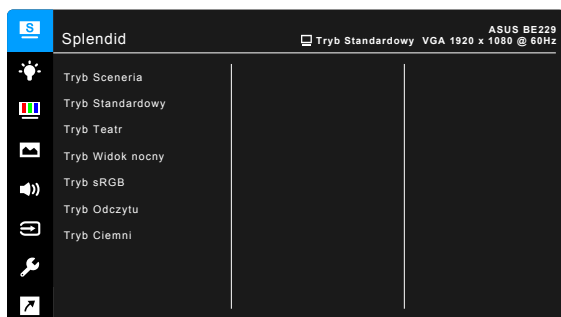 S
Splendid
ASUS BE229
Tryb Standardowy VGA 1920 x 1080 @ 60Hz
Tryb Sceneria
Tryb Standardowy
Tryb Teatr
Tryb Widok nocny
Tryb sRGB
Tryb Odczytu
Tryb Ciemni